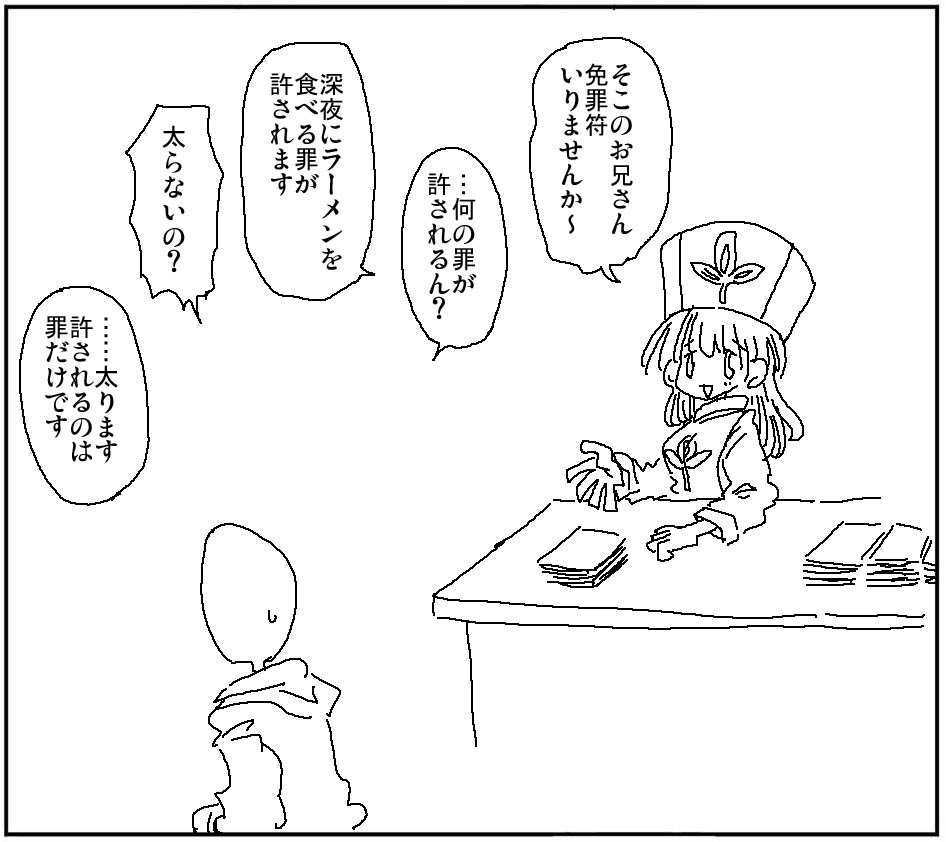 そこのお兄さん
免罪符
いりませんか～
…何の罪が
許されるん？
深夜にラーメンを
食べる罪が
許されます
太らないの？
……太ります
許されるのは
罪だけです